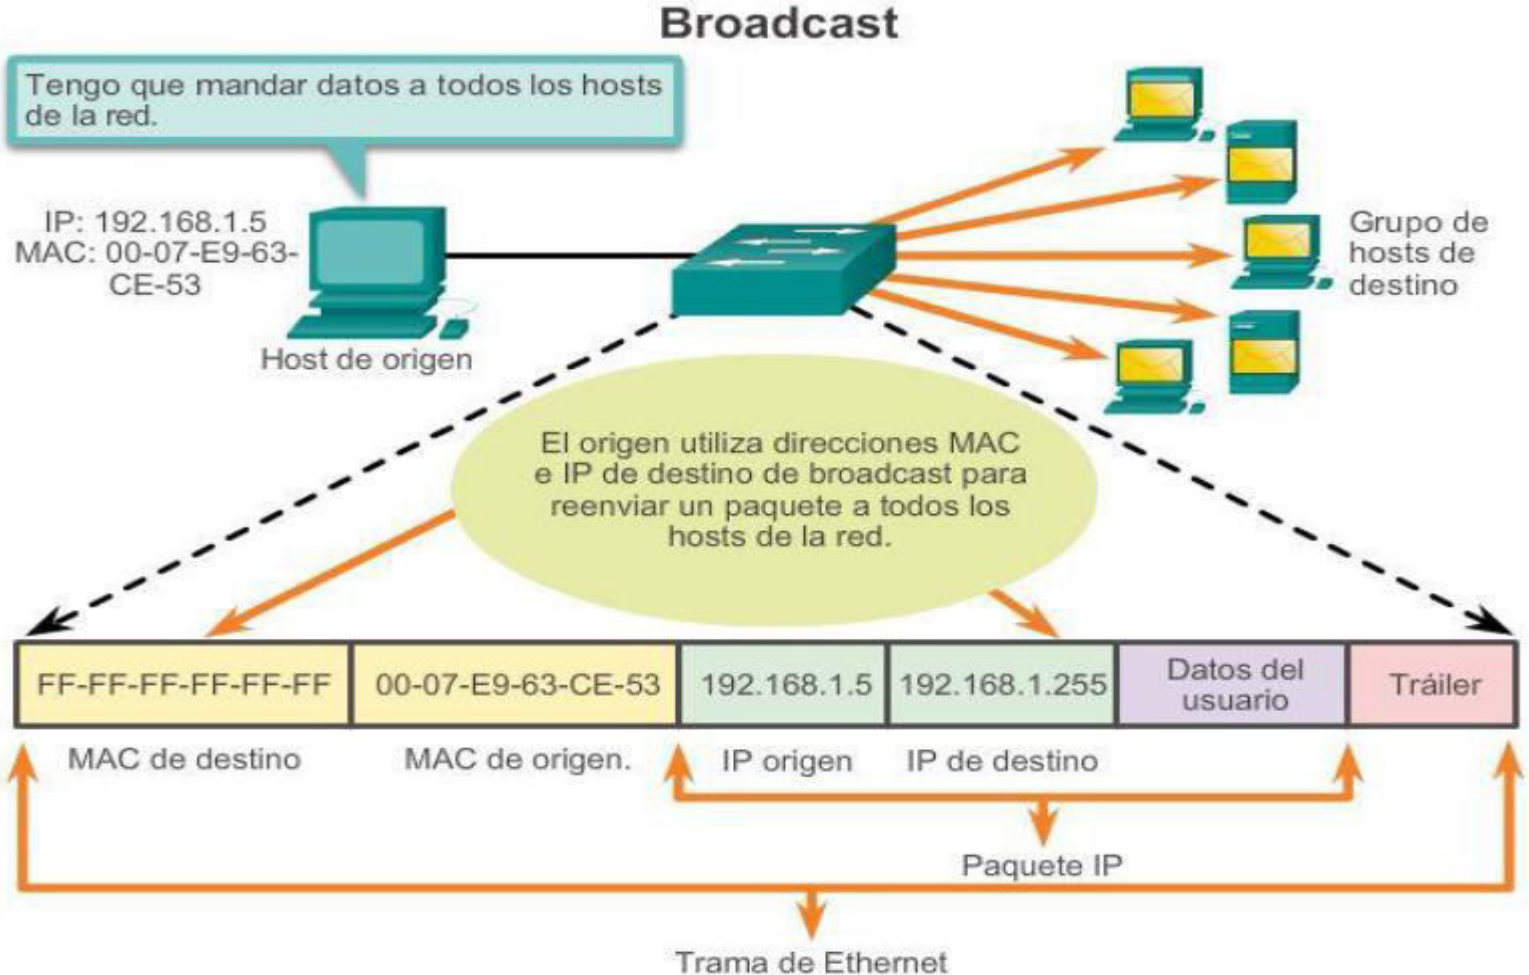 Broadcast
Tengo que mandar datos a todos los hosts
de la red.
IP: 192.168.1.5
MAC: 00-07-E9-63-
CE-53
Host de origen
Grupo de
hosts de
destino
El origen utiliza direcciones MAC
e IP de destino de broadcast para
reenviar un paquete a todos los
hosts de la red.
FF-FF-FF-FF-FF-FF
00-07-E9-63-CE-53
192.168.1.5
192.168.1.255
Datos del
usuario
Tráiler
MAC de destino
MAC de origen.
IP origen
IP de destino
Paquete IP
Trama de Ethernet